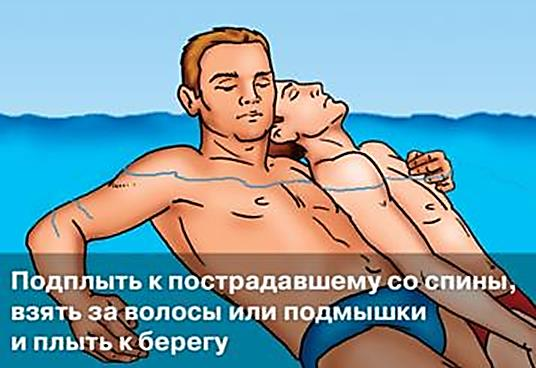 Подплыть к пострадавшему со спины,
взять за волосы или подмышки
и плыть к берегу